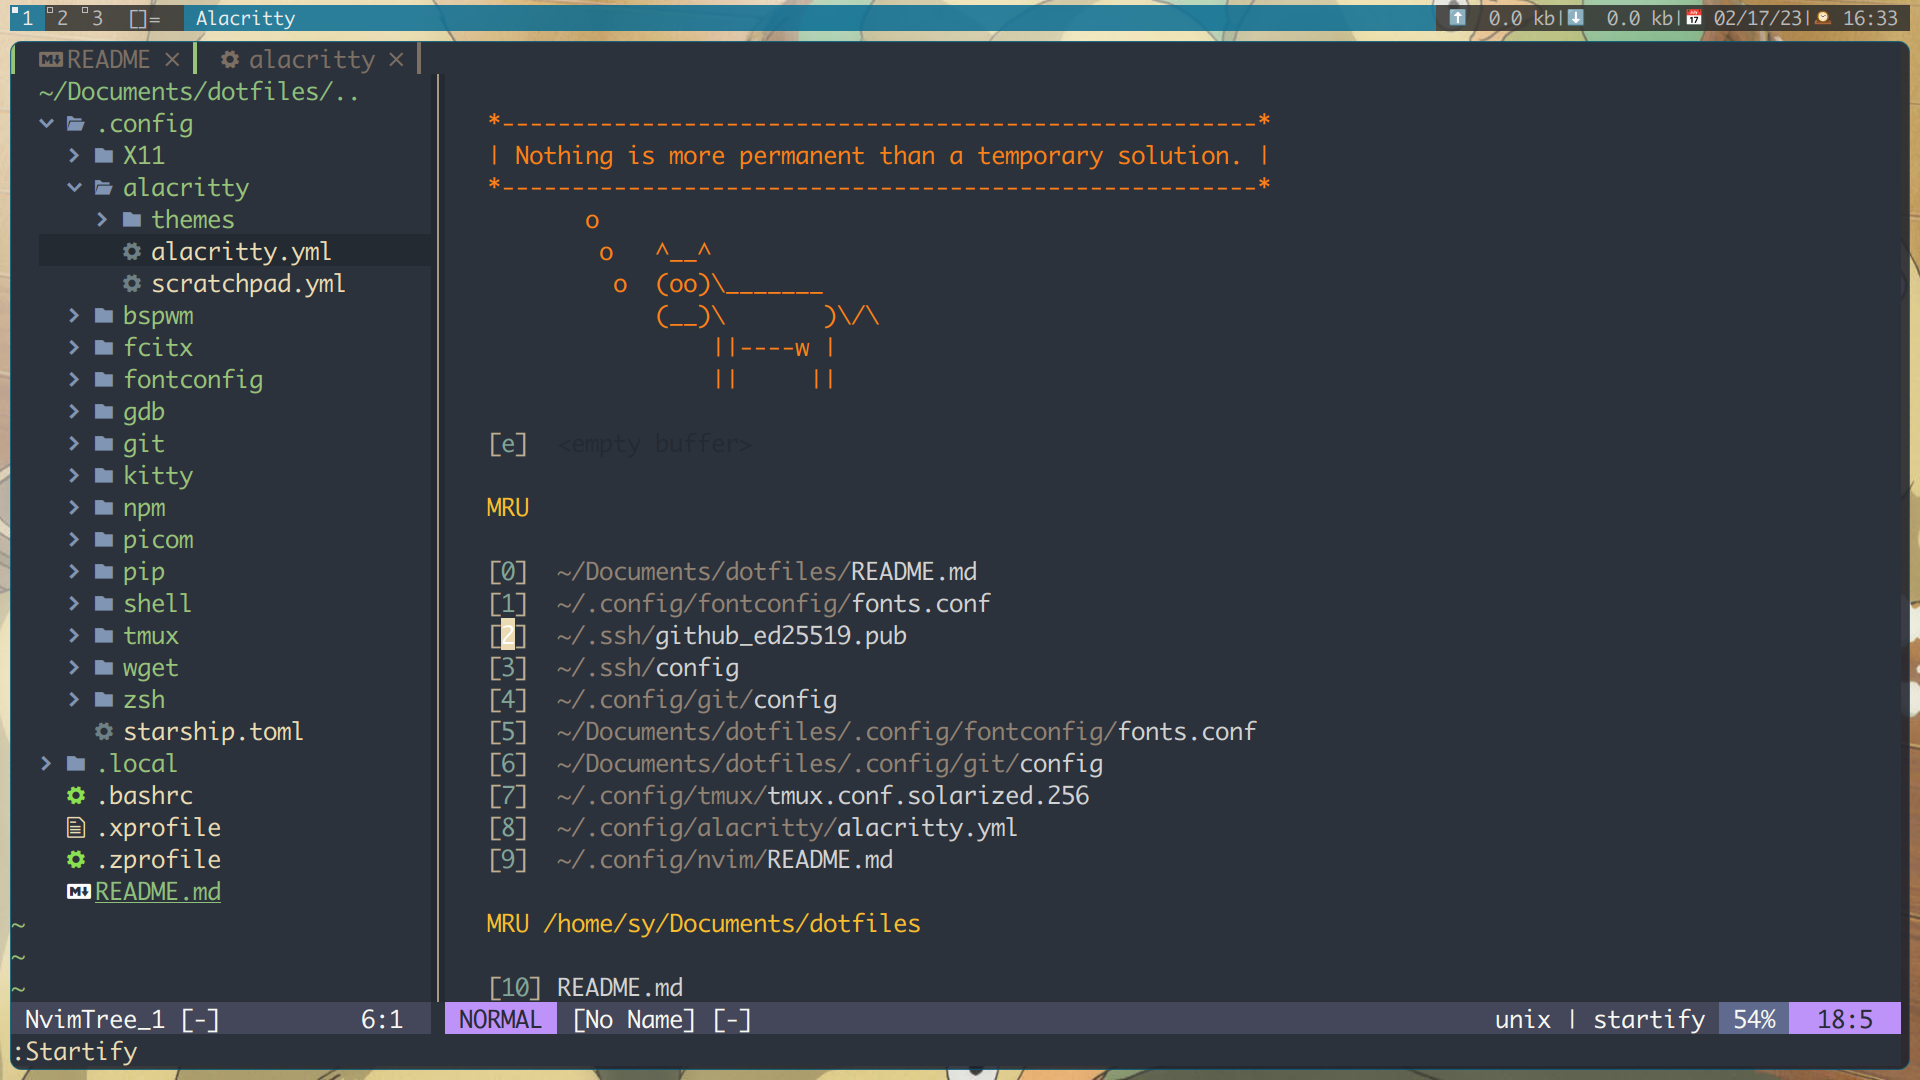 1 2 3 []= Alacritty 0.0 kb| 0.0 kb| 02/17/23| 16:33
README × alacritty ×
~/Documents/dotfiles/..
.config
X11
alacritty
themes
alacritty.yml
scratchpad.yml
bspwm
fcitx
fontconfig
gdb
git
kitty
npm
picom
pip
shell
tmux
wget
zsh
starship.toml
.local
.bashrc
.xprofile
.zprofile
README.md
~
~
~
NvimTree_1 [-] 6:1
*------------------------------------------------------*
| Nothing is more permanent than a temporary solution. |
*------------------------------------------------------*
       o
        o   ^__^
         o  (oo)\_______
            (__)\       )\/\
                ||----w |
                ||     ||
[e] <empty buffer>
MRU
[0] ~/Documents/dotfiles/README.md
[1] ~/.config/fontconfig/fonts.conf
[2] ~/.ssh/github_ed25519.pub
[3] ~/.ssh/config
[4] ~/.config/git/config
[5] ~/Documents/dotfiles/.config/fontconfig/fonts.conf
[6] ~/Documents/dotfiles/.config/git/config
[7] ~/.config/tmux/tmux.conf.solarized.256
[8] ~/.config/alacritty/alacritty.yml
[9] ~/.config/nvim/README.md
MRU /home/sy/Documents/dotfiles
[10] README.md
NORMAL [No Name] [-] unix | startify 54% 18:5
:Startify